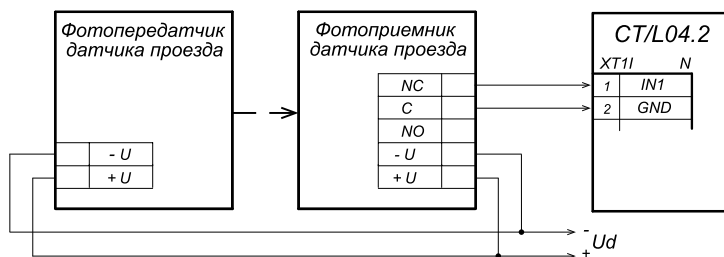 Фотопередатчик
датчика проезда
- U
+ U
Фотоприемник
датчика проезда
NC
C
NO
- U
+ U
CT/L04.2
XT1I N
1 IN1
2 GND
-
Ud
+